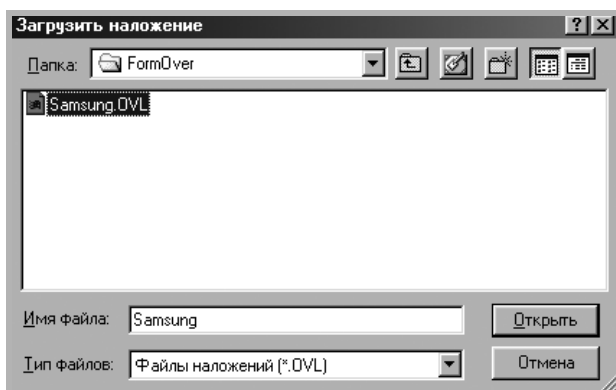 Загрузить наложение
Папка: FormOver
Samsung.OVL
Имя файла: Samsung Открыть
Тип файлов: Файлы наложений (*.OVL) Отмена